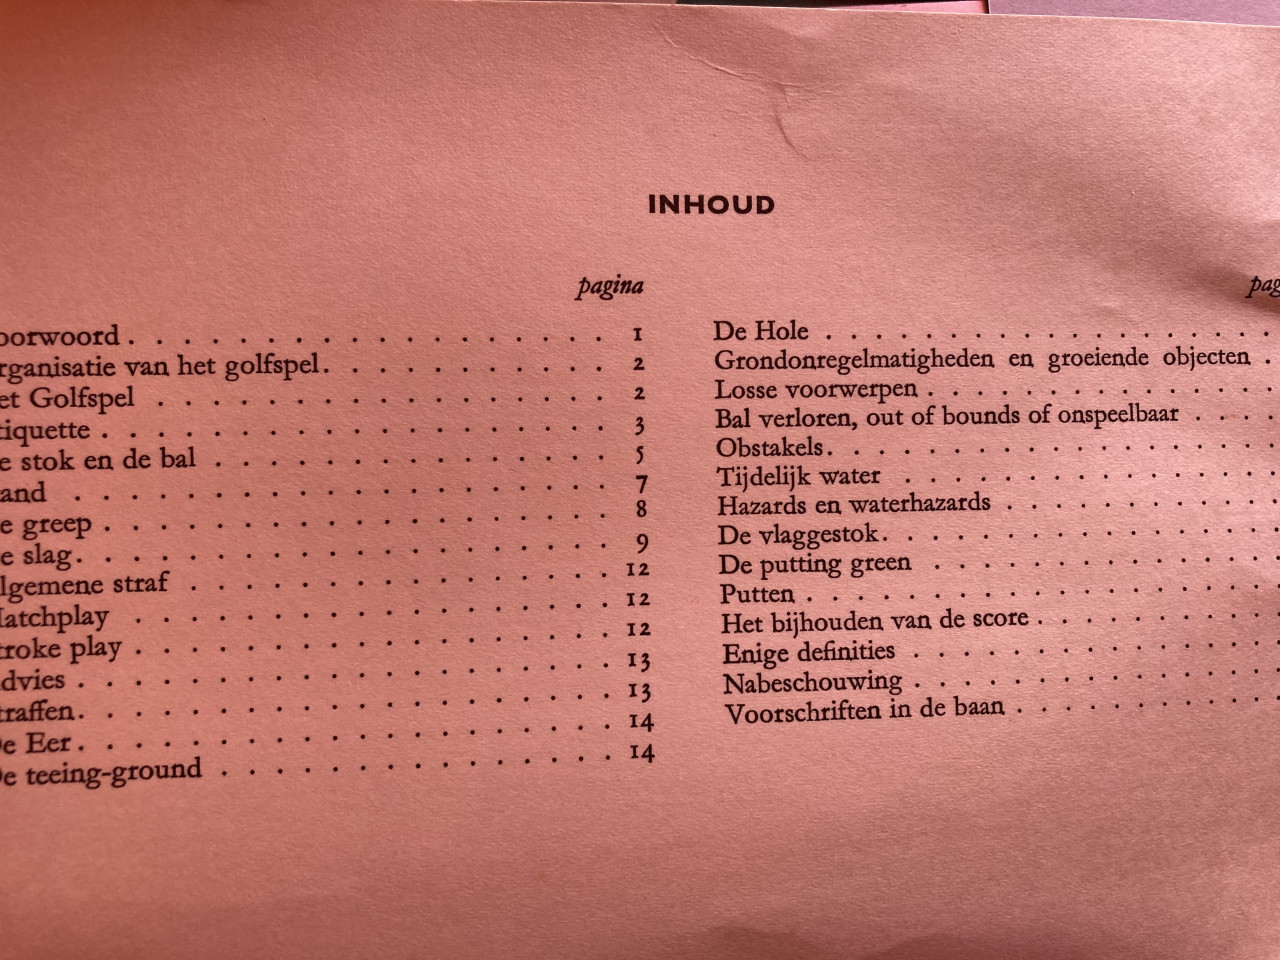 INHOUD
pagina
oorwoord . . . . . . . . . . . . . . . . . . 1
rganisatie van het golfspel. . . . . . . . . . . 2
et Golfspel . . . . . . . . . . . . . . . . . 2
tiquette . . . . . . . . . . . . . . . . . . . 3
e stok en de bal . . . . . . . . . . . . . . . 5
and . . . . . . . . . . . . . . . . . . . . 7
e greep . . . . . . . . . . . . . . . . . . . 8
e slag. . . . . . . . . . . . . . . . . . . . 9
lgemene straf . . . . . . . . . . . . . . . . 12
atchplay . . . . . . . . . . . . . . . . . . 12
troke play . . . . . . . . . . . . . . . . . . 12
dvies . . . . . . . . . . . . . . . . . . . . 13
traffen. . . . . . . . . . . . . . . . . . . . 13
e Eer . . . . . . . . . . . . . . . . . . . . 14
e teeing-ground . . . . . . . . . . . . . . . 14
pag
De Hole . . . . . . . . . . . . . . . . .
Grondonregelmatigheden en groeiende objecten .
Losse voorwerpen . . . . . . . . . . . . .
Bal verloren, out of bounds of onspeelbaar . . .
Obstakels. . . . . . . . . . . . . . . . .
Tijdelijk water . . . . . . . . . . . . . .
Hazards en waterhazards . . . . . . . . . .
De vlaggestok. . . . . . . . . . . . . . .
De putting green . . . . . . . . . . . . .
Putten . . . . . . . . . . . . . . . . . .
Het bijhouden van de score . . . . . . . . .
Enige definities . . . . . . . . . . . . . .
Nabeschouwing . . . . . . . . . . . . . .
Voorschriften in de baan . . . . . . . . . .